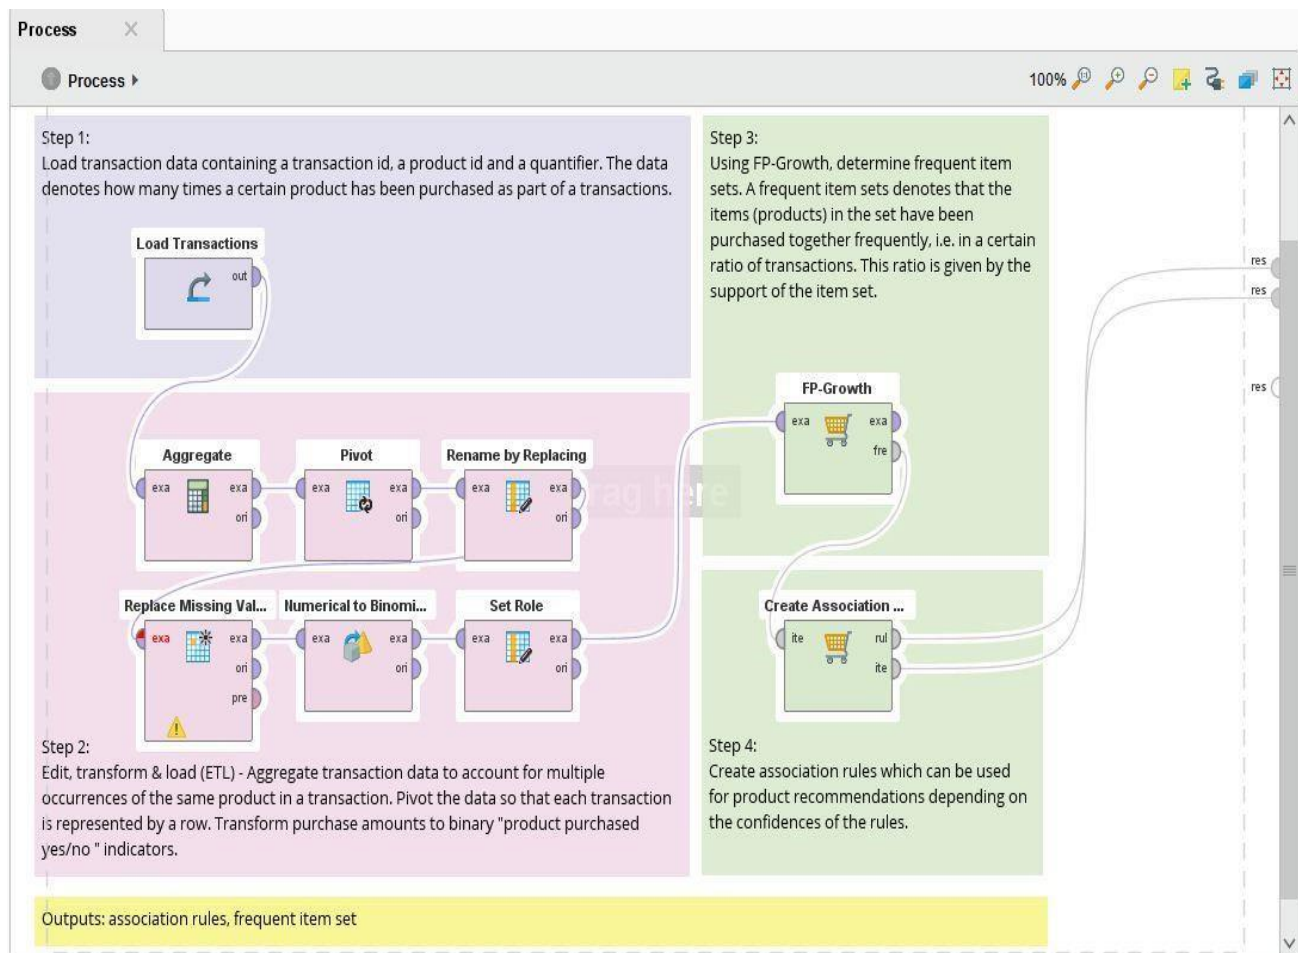 Process
Process
100%
Step 1:
Load transaction data containing a transaction id, a product id and a quantifier. The data
denotes how many times a certain product has been purchased as part of a transactions.
Load Transactions
out
Aggregate
exa exa
ori
Pivot
exa exa
ori
Rename by Replacing
exa exa
ori
Replace Missing Val...
exa exa
ori
pre
Numerical to Binomi...
exa exa
ori
Set Role
exa exa
ori
Step 2:
Edit, transform & load (ETL) - Aggregate transaction data to account for multiple
occurrences of the same product in a transaction. Pivot the data so that each transaction
is represented by a row. Transform purchase amounts to binary "product purchased
yes/no " indicators.
Step 3:
Using FP-Growth, determine frequent item
sets. A frequent item sets denotes that the
items (products) in the set have been
purchased together frequently, i.e. in a certain
ratio of transactions. This ratio is given by the
support of the item set.
FP-Growth
exa exa
fre
Create Association ...
ite rul
ite
Step 4:
Create association rules which can be used
for product recommendations depending on
the confidences of the rules.
res
res
res
Outputs: association rules, frequent item set